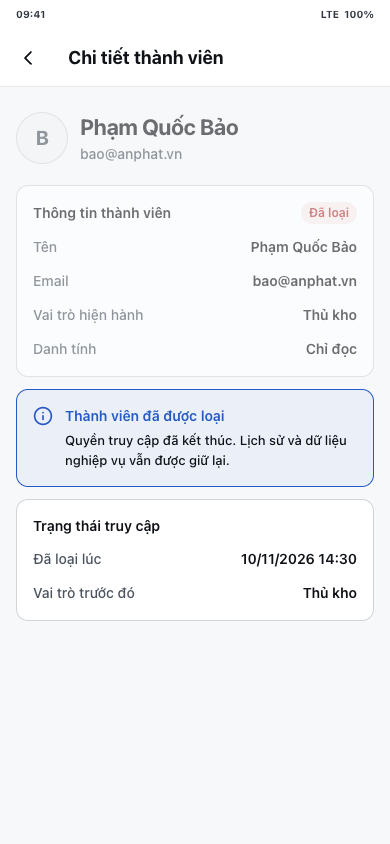 09:41
LTE 100%
Chi tiết thành viên
B
Phạm Quốc Bảo
bao@anphat.vn
Thông tin thành viên
Đã loại
Tên
Phạm Quốc Bảo
Email
bao@anphat.vn
Vai trò hiện hành
Thủ kho
Danh tính
Chỉ đọc
Thành viên đã được loại
Quyền truy cập đã kết thúc. Lịch sử và dữ liệu
nghiệp vụ vẫn được giữ lại.
Trạng thái truy cập
Đã loại lúc
10/11/2026 14:30
Vai trò trước đó
Thủ kho